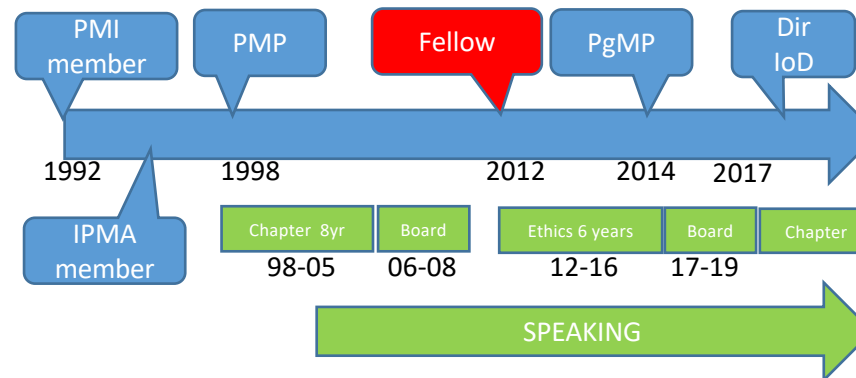 PMI
member
PMP
Fellow
PgMP
Dir
IoD
1992
1998
2012
2014
2017
IPMA
member
Chapter 8yr
Board
Ethics 6 years
Board
Chapter
98-05
06-08
12-16
17-19
SPEAKING